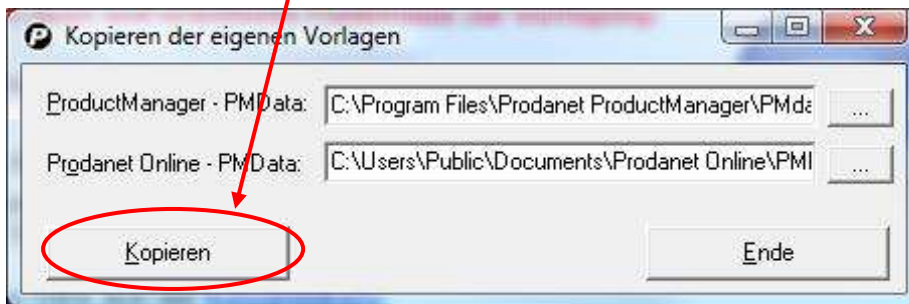 Kopieren der eigenen Vorlagen
ProductManager - PMData: C:\Program Files\Prodanet ProductManager\PMda ...
Prodanet Online - PMData: C:\Users\Public\Documents\Prodanet Online\PM ...
Kopieren Ende